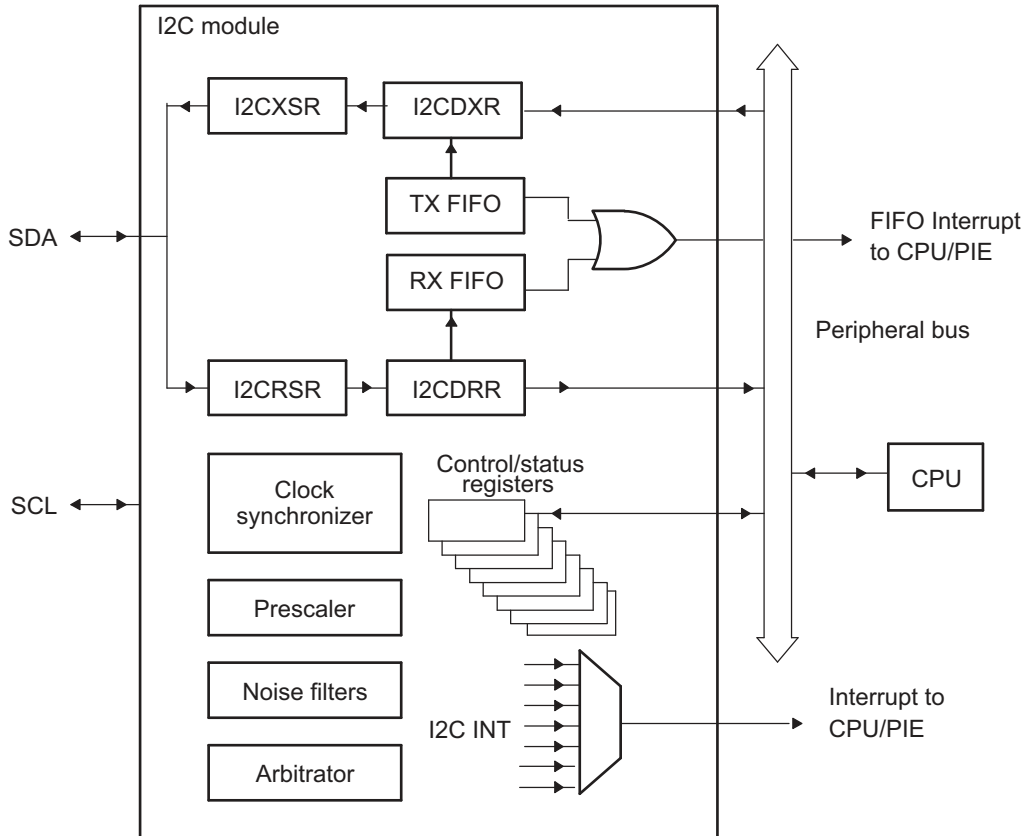 I2C module
I2CXSR
I2CDXR
TX FIFO
SDA
FIFO Interrupt
to CPU/PIE
RX FIFO
Peripheral bus
I2CRSR
I2CDRR
Control/status
registers
Clock
synchronizer
SCL
CPU
Prescaler
Noise filters
I2C INT
Interrupt to
CPU/PIE
Arbitrator